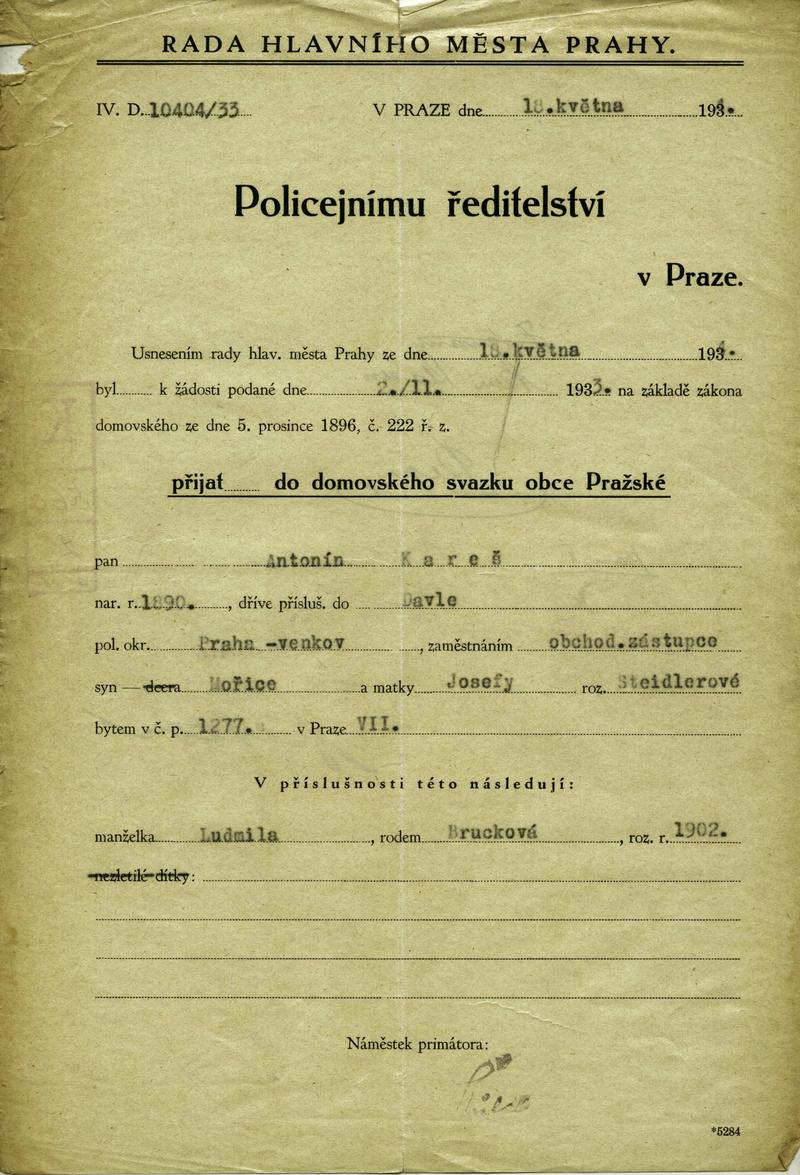 RADA HLAVNÍHO MĚSTA PRAHY.
IV. D. 10404/33 V PRAZE dne května 193
Policejnímu ředitelství
v Praze.
Usnesením rady hlav. města Prahy ze dne května 193
byl k žádosti podané dne 2./11. 1933. na základě zákona
domovského ze dne 5. prosince 1896, č. 222 ř. z.
přijat do domovského svazku obce Pražské
pan Antonín Kareš
nar. r. 1890., dříve přísluš. do Davle
pol. okr. Praha -venkov, zaměstnáním obchod.zástupce
syn — dcera Mořice a matky Josefy roz. Steidlerové
bytem v č. p. 1277. v Praze VII.
V příslušnosti této následují:
manželka Ludmila, rodem Brucková, roz. r. 1902.
nezletilé dítky:
Náměstek primátora:
*5284